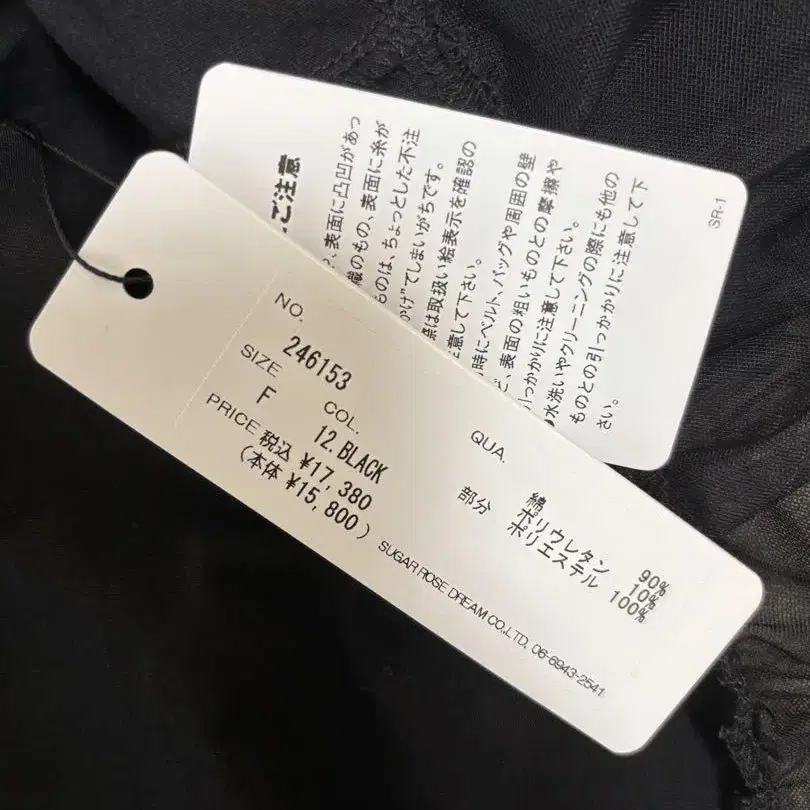 NO.
246153
SIZE
COL.
F
12.BLACK
PRICE 税込 ¥17,380
(本体 ¥15,800)
QUA.
綿 90%
ポリウレタン 10%
部分 ポリエステル 100%
SUGAR ROSE DREAM CO.,LTD. 06-6943-2541
ご注意
、表面に凸凹があっ
織のもの、表面に糸が
ものは、ちょっとした不注
かけ"てしまいがちです。
際は取扱い絵表示を確認の
注意して下さい。
時にベルト、バッグや周囲の壁
ど、表面の粗いものとの摩擦や
引っかかりに注意して下さい。
水洗いやクリーニングの際にも他の
ものとの引っかかりに注意して下
さい。
SR-1